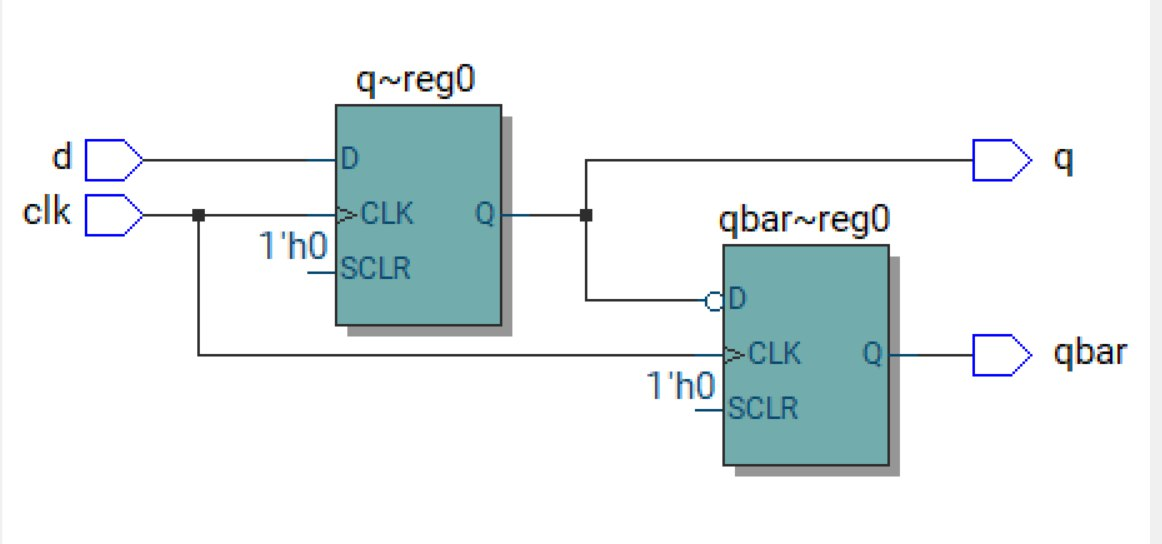 q~reg0
d
D
q
clk
CLK
Q
qbar~reg0
1'h0
SCLR
D
CLK
Q
qbar
1'h0
SCLR